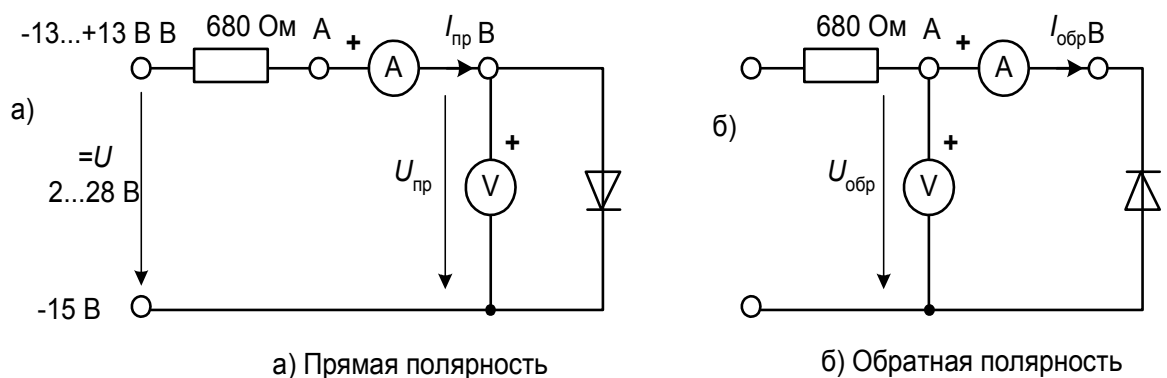 -13...+13 В В
680 Ом
А
+
А
Iпр В
а)
=U
2...28 В
Uпр
+
V
-15 В
а) Прямая полярность
680 Ом
А
+
А
Iобр В
б)
Uобр
+
V
б) Обратная полярность